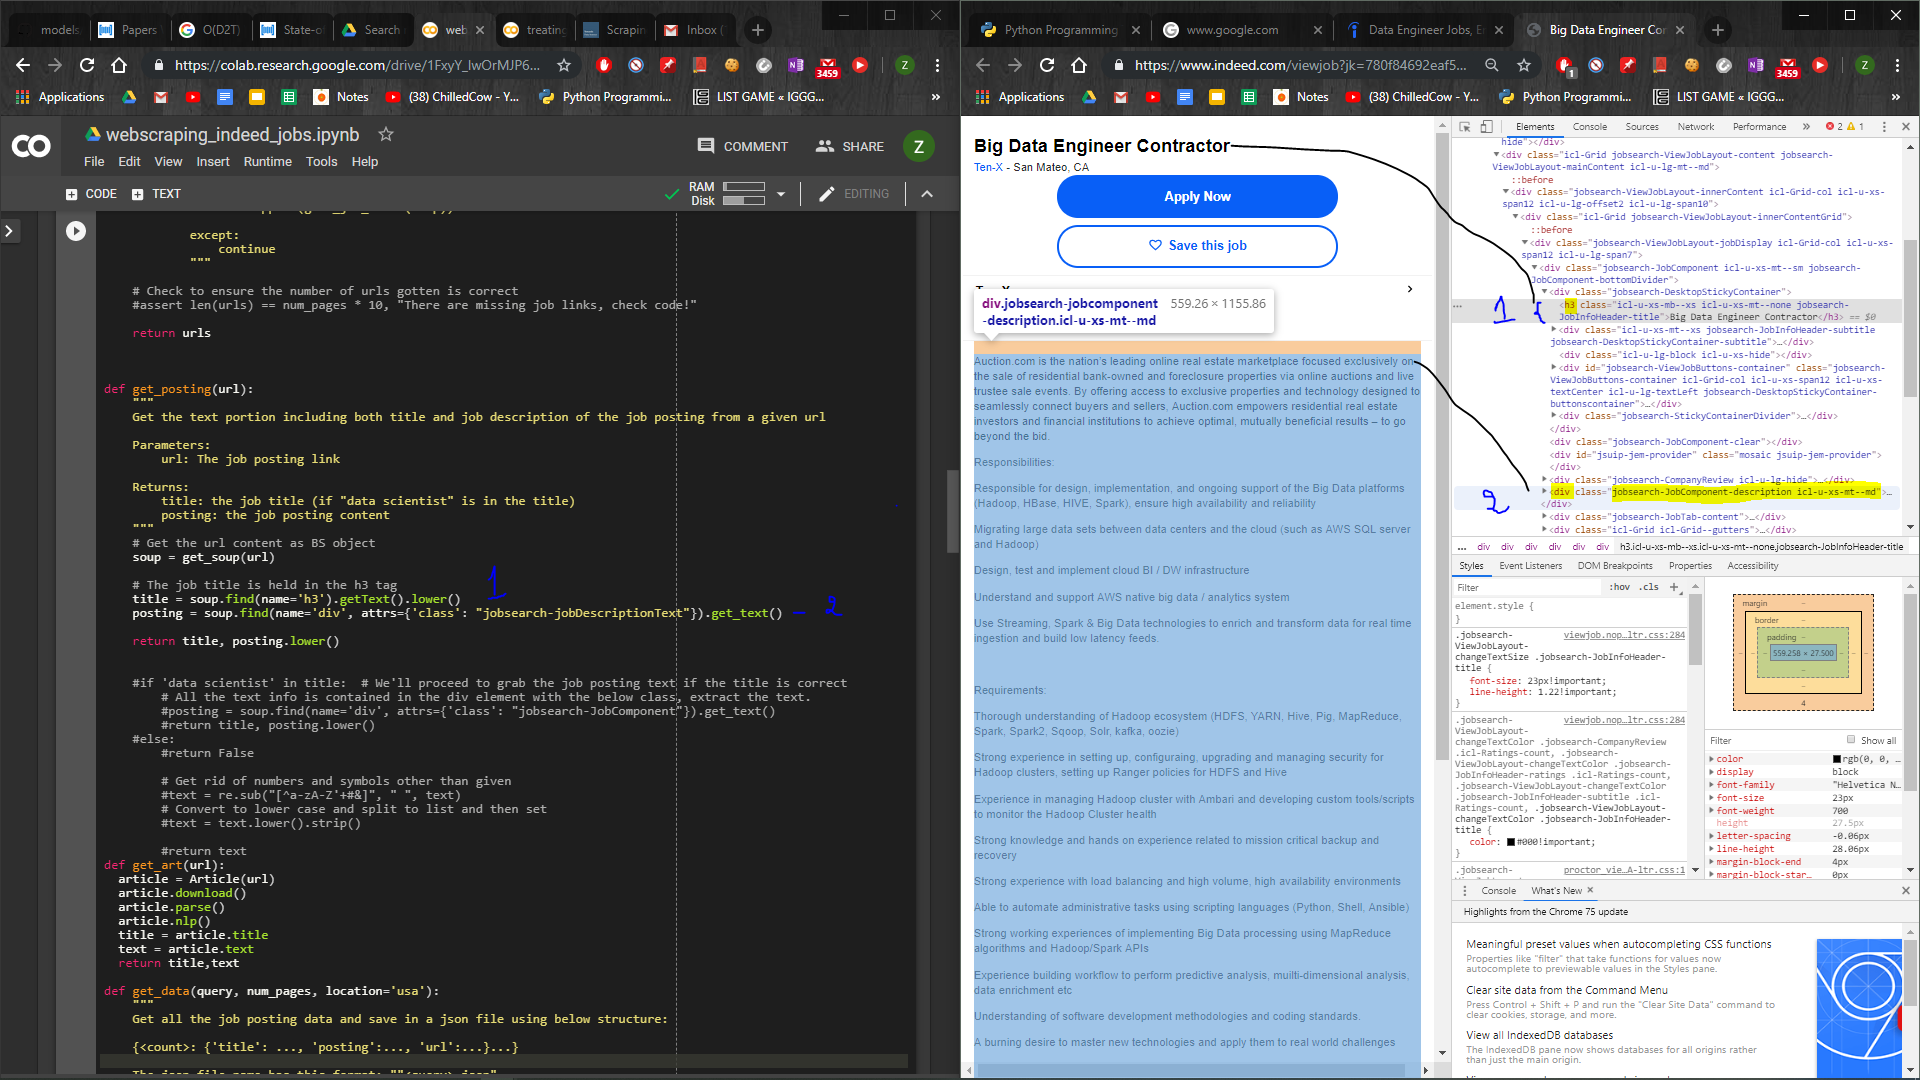 models
Papers
O(D2T)
State-o
Search
web
treating
Scrapin
Inbox (
https://colab.research.google.com/drive/1FxyY_lwOrMJP6...
3459
Z
Applications
Notes
(38) ChilledCow - Y...
Python Programmi...
LIST GAME « IGGG...
»
CO
webscraping_indeed_jobs.ipynb
COMMENT
SHARE
Z
File Edit View Insert Runtime Tools Help
CODE
TEXT
RAM
Disk
EDITING
except:
continue
"""
# Check to ensure the number of urls gotten is correct
#assert len(urls) == num_pages * 10, "There are missing job links, check code!"
return urls
def get_posting(url):
"""
Get the text portion including both title and job description of the job posting from a given url
Parameters:
url: The job posting link
Returns:
title: the job title (if "data scientist" is in the title)
posting: the job posting content
"""
# Get the url content as BS object
soup = get_soup(url)
# The job title is held in the h3 tag
title = soup.find(name='h3').getText().lower()
1
posting = soup.find(name='div', attrs={'class': "jobsearch-jobDescriptionText"}).get_text()
- 2
return title, posting.lower()
#if 'data scientist' in title:  # We'll proceed to grab the job posting text if the title is correct
# All the text info is contained in the div element with the below class, extract the text.
#posting = soup.find(name='div', attrs={'class': "jobsearch-JobComponent"}).get_text()
#return title, posting.lower()
#else:
#return False
# Get rid of numbers and symbols other than given
#text = re.sub("[^a-zA-Z'+#&]", " ", text)
# Convert to lower case and split to list and then set
#text = text.lower().strip()
#return text
def get_art(url):
article = Article(url)
article.download()
article.parse()
article.nlp()
title = article.title
text = article.text
return title,text
def get_data(query, num_pages, location='usa'):
"""
Get all the job posting data and save in a json file using below structure:
{<count>: {'title': ..., 'posting':..., 'url':...}...}
Python Programming
www.google.com
Data Engineer Jobs, E
Big Data Engineer Con
https://www.indeed.com/viewjob?jk=780f84692eaf5...
1
3459
Z
Applications
Notes
(38) ChilledCow - Y...
Python Programmi...
LIST GAME « IGGG...
»
Big Data Engineer Contractor
Ten-X - San Mateo, CA
Apply Now
Save this job
div.jobsearch-jobcomponent
-description.icl-u-xs-mt--md
559.26 × 1155.86
Auction.com is the nation's leading online real estate marketplace focused exclusively on
the sale of residential bank-owned and foreclosure properties via online auctions and live
trustee sale events. By offering access to exclusive properties and technology designed to
seamlessly connect buyers and sellers, Auction.com empowers residential real estate
investors and financial institutions to achieve optimal, mutually beneficial results – to go
beyond the bid.
Responsibilities:
Responsible for design, implementation, and ongoing support of the Big Data platforms
(Hadoop, HBase, HIVE, Spark), ensure high availability and reliability
Migrating large data sets between data centers and the cloud (such as AWS SQL server
and Hadoop)
Design, test and implement cloud BI / DW infrastructure
Understand and support AWS native big data / analytics system
Use Streaming, Spark & Big Data technologies to enrich and transform data for real time
ingestion and build low latency feeds.
Requirements:
Thorough understanding of Hadoop ecosystem (HDFS, YARN, Hive, Pig, MapReduce,
Spark, Spark2, Sqoop, Solr, kafka, oozie)
Strong experience in setting up, configuraing, upgrading and managing security for
Hadoop clusters, setting up Ranger policies for HDFS and Hive
Experience in managing Hadoop cluster with Ambari and developing custom tools/scripts
to monitor the Hadoop Cluster health
Strong knowledge and hands on experience related to mission critical backup and
recovery
Strong experience with load balancing and high volume, high availability environments
Able to automate administrative tasks using scripting languages (Python, Shell, Ansible)
Strong working experiences of implementing Big Data processing using MapReduce
algorithms and Hadoop/Spark APIs
Experience building workflow to perform predictive analysis, muilti-dimensional analysis,
data enrichment etc
Understanding of software development methodologies and coding standards.
A burning desire to master new technologies and apply them to real world challenges
Elements Console Sources Network Performance » 2 1
hide"></div>
<div class="icl-Grid jobsearch-ViewJobLayout-content jobsearch-
ViewJobLayout-mainContent icl-u-lg-mt--md">
::before
<div class="jobsearch-ViewJobLayout-innerContent icl-Grid-col icl-u-xs-
span12 icl-u-lg-offset2 icl-u-lg-span10">
<div class="icl-Grid jobsearch-ViewJobLayout-innerContentGrid">
::before
<div class="jobsearch-ViewJobLayout-jobDisplay icl-Grid-col icl-u-xs-
span12 icl-u-lg-span7">
<div class="jobsearch-JobComponent icl-u-xs-mt--sm jobsearch-
JobComponent-bottomDivider">
<div class="jobsearch-DesktopStickyContainer">
1 {
<h3 class="icl-u-xs-mb--xs icl-u-xs-mt--none jobsearch-
JobInfoHeader-title">Big Data Engineer Contractor</h3> == $0
<div class="icl-u-xs-mt--xs jobsearch-JobInfoHeader-subtitle
jobsearch-DesktopStickyContainer-subtitle">…</div>
<div class="icl-u-lg-block icl-u-xs-hide"></div>
<div id="jobsearch-ViewJobButtons-container" class="jobsearch-
ViewJobButtons-container icl-Grid-col icl-u-xs-span12 icl-u-xs-
textCenter icl-u-lg-textLeft jobsearch-DesktopStickyContainer-
buttonscontainer">…</div>
<div class="jobsearch-StickyContainerDivider">…</div>
</div>
<div class="jobsearch-JobComponent-clear"></div>
<div id="jsuip-jem-provider" class="mosaic jsuip-jem-provider">
</div>
<div class="jobsearch-CompanyReview icl-u-lg-hide">…</div>
2
<div class="jobsearch-JobComponent-description icl-u-xs-mt--md">…
</div>
<div class="jobsearch-JobTab-content">…</div>
<div class="icl-Grid icl-Grid--gutters">…</div>
... div div div div div div h3.icl-u-xs-mb--xs.icl-u-xs-mt--none.jobsearch-JobInfoHeader-title
Styles Event Listeners DOM Breakpoints Properties Accessibility
Filter :hov .cls +
element.style {
}
.jobsearch- viewjob.nop…ltr.css:284
ViewJobLayout-
changeTextSize .jobsearch-JobInfoHeader-
title {
font-size: 23px!important;
line-height: 1.22!important;
}
.jobsearch- viewjob.nop…ltr.css:284
ViewJobLayout-
changeTextColor .jobsearch-CompanyReview
.icl-Ratings-count, .jobsearch-
ViewJobLayout-changeTextColor .jobsearch-
JobInfoHeader-ratings .icl-Ratings-count,
.jobsearch-ViewJobLayout-changeTextColor
.jobsearch-JobInfoHeader-subtitle .icl-
Ratings-count, .jobsearch-ViewJobLayout-
changeTextColor .jobsearch-JobInfoHeader-
title {
color: #000!important;
}
.jobsearch- proctor_vie…A-ltr.css:1
margin
border
padding
559.258 × 27.500
4
Filter Show all
color rgb(0, 0, …
display block
font-family "Helvetica N…
font-size 23px
font-weight 700
height 27.5px
letter-spacing -0.06px
line-height 28.06px
margin-block-end 4px
margin-block-star… 0px
Console What's New
Highlights from the Chrome 75 update
Meaningful preset values when autocompleting CSS functions
Properties like "filter" that take functions for values now
autocomplete to previewable values in the Styles pane.
Clear site data from the Command Menu
Press Control + Shift + P and run the "Clear Site Data" command to
clear cookies, storage, and more.
View all IndexedDB databases
The IndexedDB pane now shows databases for all origins rather
than just the main origin.